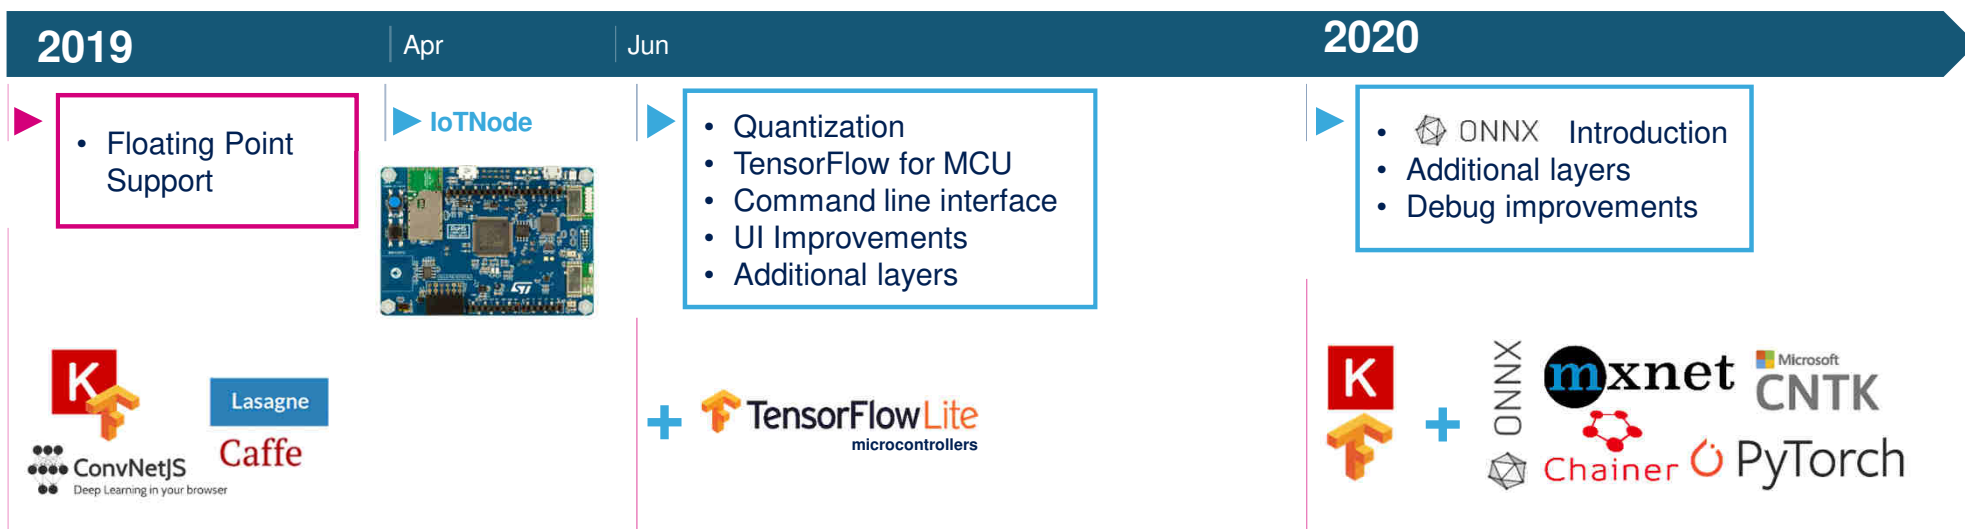 2019
Apr
Jun
2020
• Floating Point
Support
IoTNode
• Quantization
• TensorFlow for MCU
• Command line interface
• UI Improvements
• Additional layers
• ONNX Introduction
• Additional layers
• Debug improvements
ST
K
Lasagne
Caffe
ConvNetJS
Deep Learning in your browser
+
TensorFlow Lite
microcontrollers
K
+
ONNX
mxnet
Microsoft
CNTK
Chainer
PyTorch